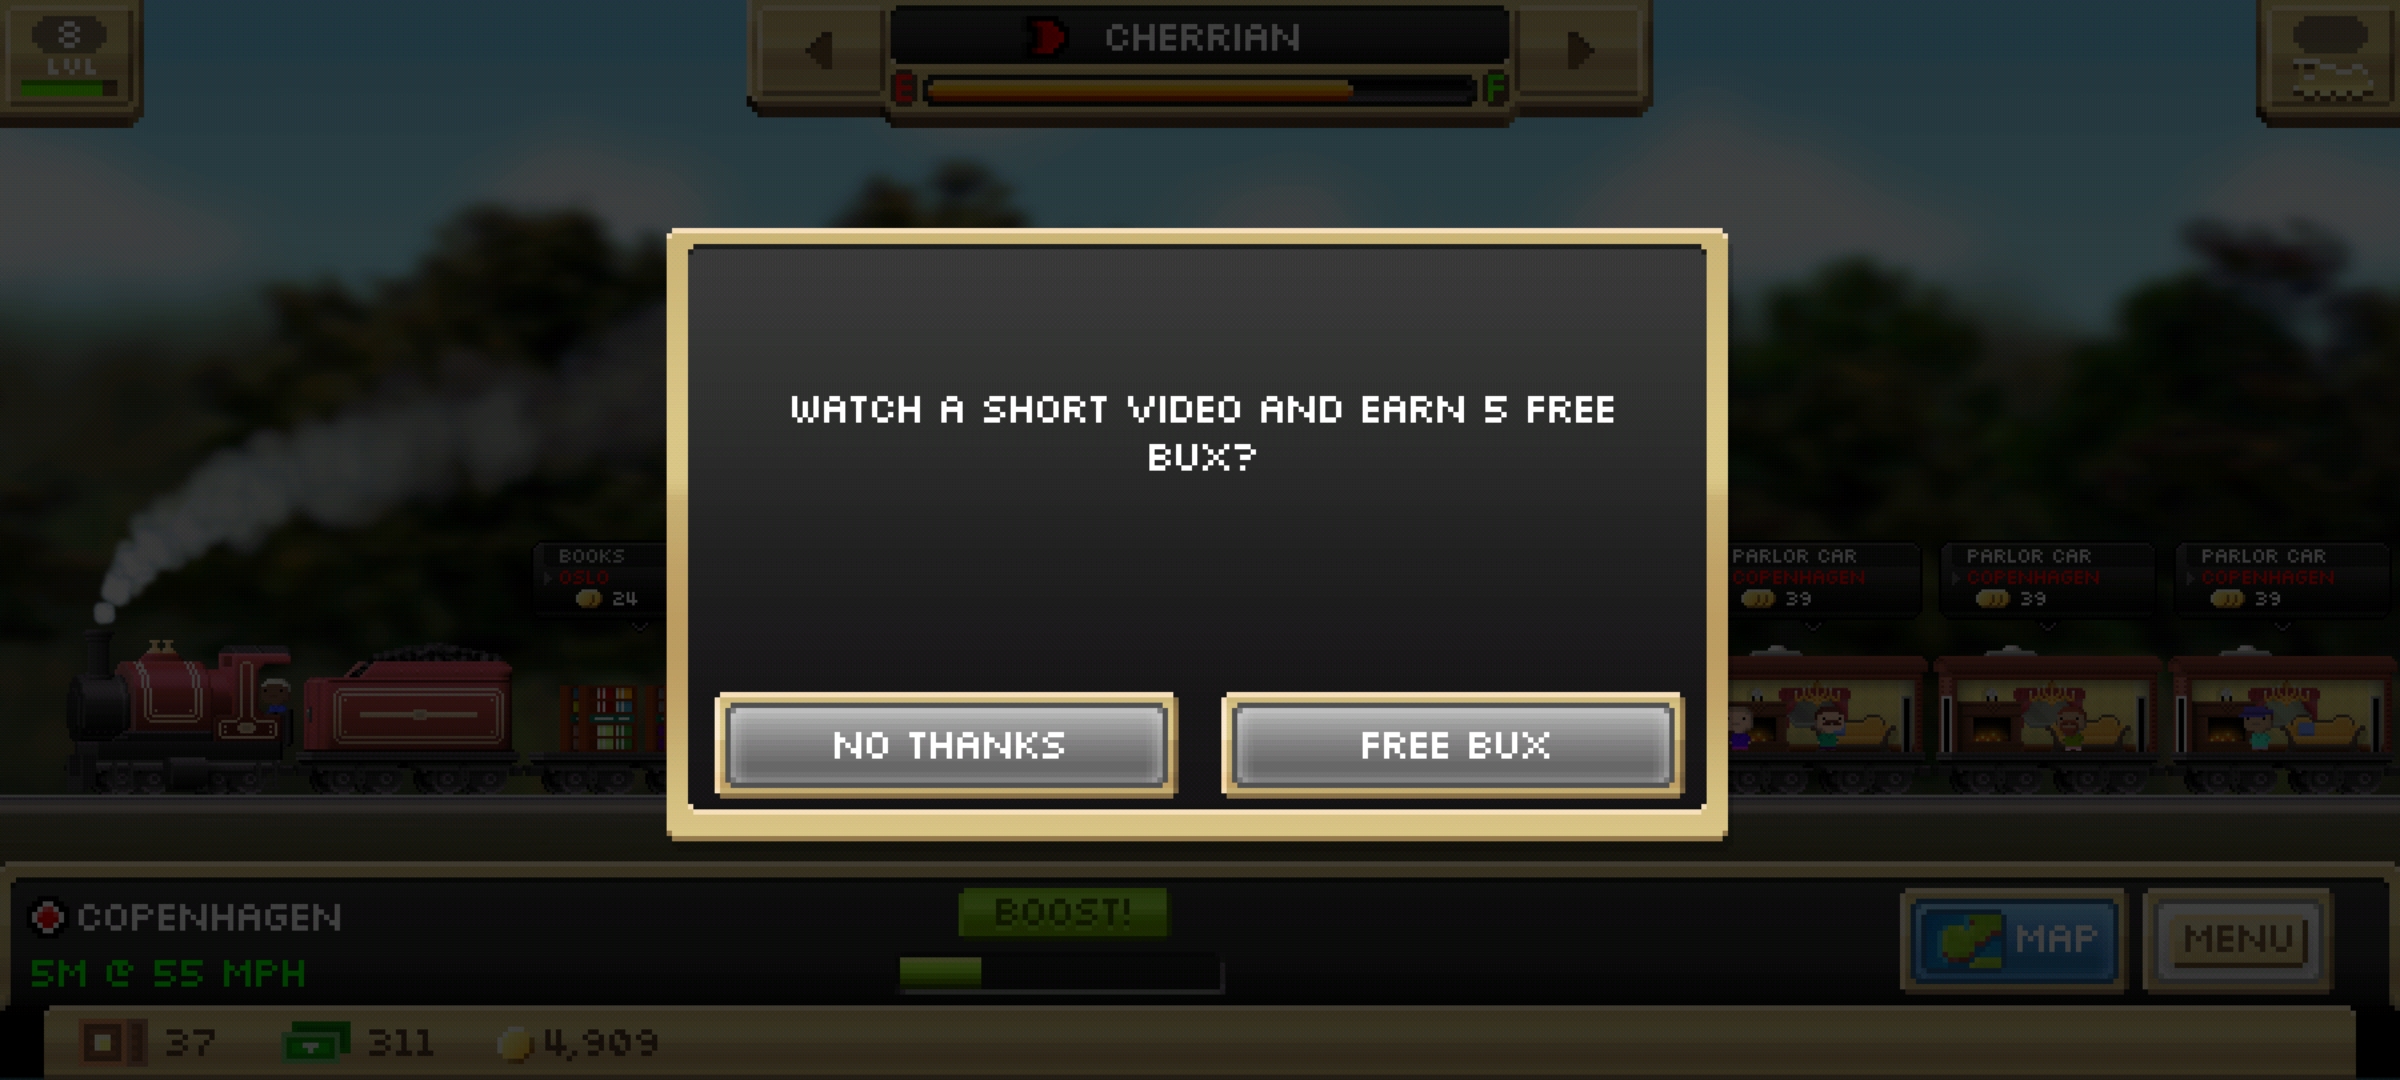 8
LVL
CHERRIAN
E F
WATCH A SHORT VIDEO AND EARN 5 FREE
BUX?
NO THANKS
FREE BUX
BOOKS
OSLO
24
PARLOR CAR
COPENHAGEN
39
PARLOR CAR
COPENHAGEN
39
PARLOR CAR
COPENHAGEN
39
COPENHAGEN
5M @ 55 MPH
BOOST!
MAP
MENU
37 311 4,909